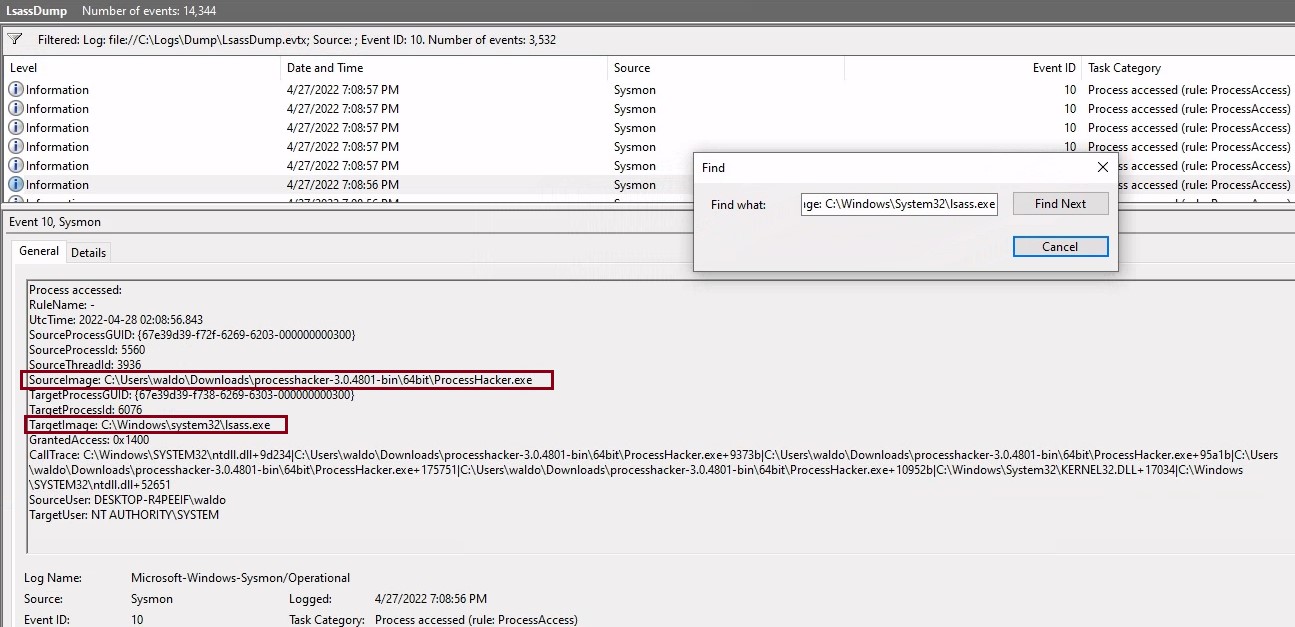 LsassDump Number of events: 14,344
Filtered: Log: file://C:\Logs\Dump\LsassDump.evtx; Source: ; Event ID: 10. Number of events: 3,532
Level Date and Time Source Event ID Task Category
Information 4/27/2022 7:08:57 PM Sysmon 10 Process accessed (rule: ProcessAccess)
Information 4/27/2022 7:08:57 PM Sysmon 10 Process accessed (rule: ProcessAccess)
Information 4/27/2022 7:08:57 PM Sysmon 10 Process accessed (rule: ProcessAccess)
Information 4/27/2022 7:08:57 PM Sysmon 10 Process accessed (rule: ProcessAccess)
Information 4/27/2022 7:08:57 PM Sysmon ss accessed (rule: ProcessAccess)
Information 4/27/2022 7:08:56 PM Sysmon ss accessed (rule: ProcessAccess)
Find
Find what: ge: C:\Windows\System32\lsass.exe Find Next
Cancel
Event 10, Sysmon
General Details
Process accessed:
RuleName: -
UtcTime: 2022-04-28 02:08:56.843
SourceProcessGUID: {67e39d39-f72f-6269-6203-000000000300}
SourceProcessId: 5560
SourceThreadId: 3936
SourceImage: C:\Users\waldo\Downloads\processhacker-3.0.4801-bin\64bit\ProcessHacker.exe
TargetProcessGUID: {67e39d39-f738-6269-6303-000000000300}
TargetProcessId: 6076
TargetImage: C:\Windows\system32\lsass.exe
GrantedAccess: 0x1400
CallTrace: C:\Windows\SYSTEM32\ntdll.dll+9d234|C:\Users\waldo\Downloads\processhacker-3.0.4801-bin\64bit\ProcessHacker.exe+9373b|C:\Users\waldo\Downloads\processhacker-3.0.4801-bin\64bit\ProcessHacker.exe+95a1b|C:\Users
\waldo\Downloads\processhacker-3.0.4801-bin\64bit\ProcessHacker.exe+175751|C:\Users\waldo\Downloads\processhacker-3.0.4801-bin\64bit\ProcessHacker.exe+10952b|C:\Windows\System32\KERNEL32.DLL+17034|C:\Windows
\SYSTEM32\ntdll.dll+52651
SourceUser: DESKTOP-R4PEEIF\waldo
TargetUser: NT AUTHORITY\SYSTEM
Log Name: Microsoft-Windows-Sysmon/Operational
Source: Sysmon Logged: 4/27/2022 7:08:56 PM
Event ID: 10 Task Category: Process accessed (rule: ProcessAccess)